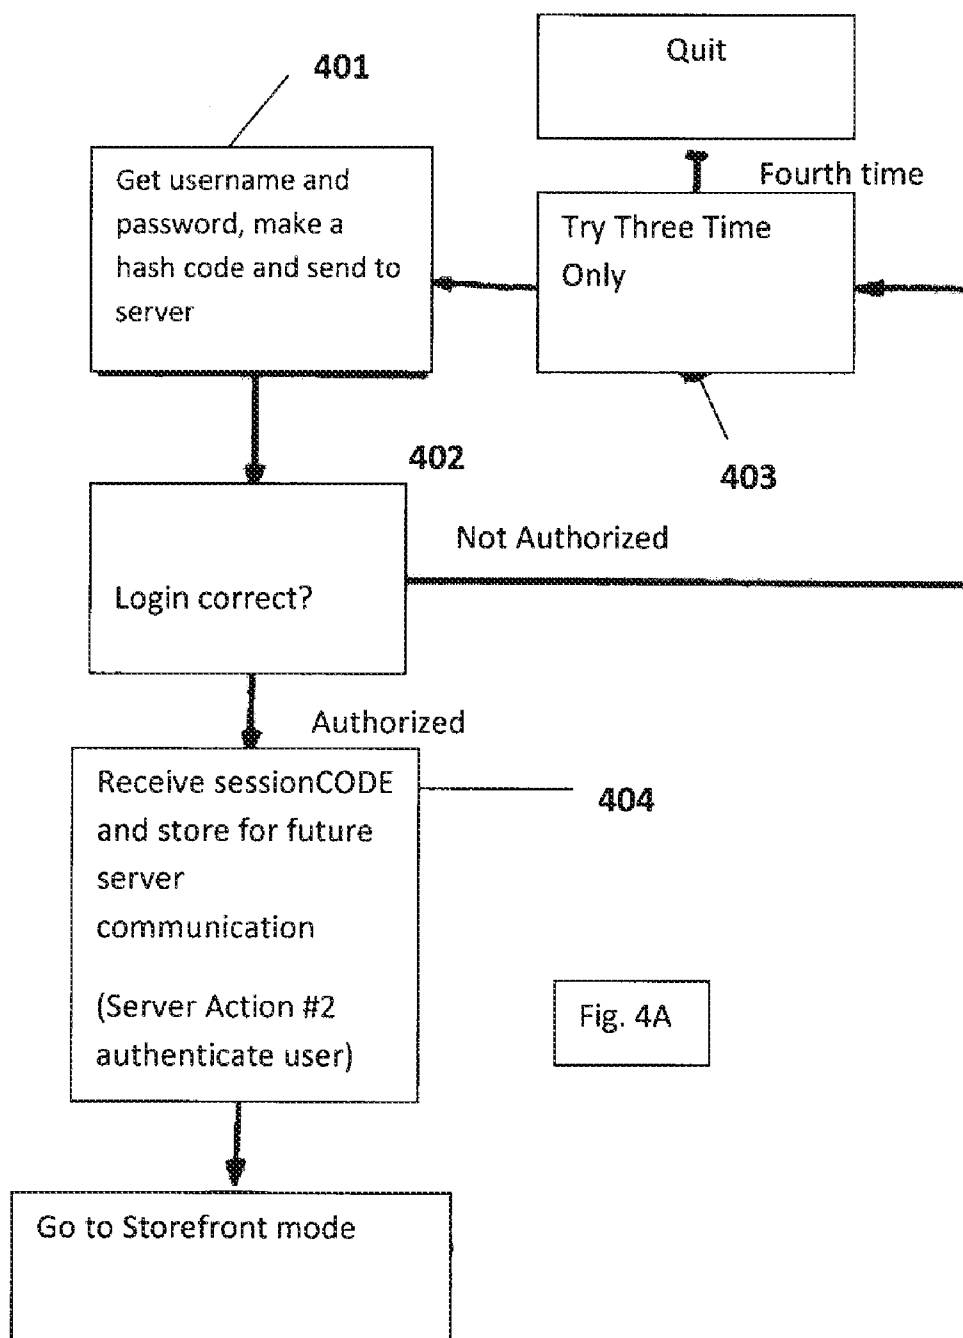 Quit
401
Fourth time
Get username and
password, make a
hash code and send to
server
Try Three Time
Only
402
403
Not Authorized
Login correct?
Authorized
Receive sessionCODE
and store for future
server
communication
404
(Server Action #2
authenticate user)
Fig. 4A
Go to Storefront mode